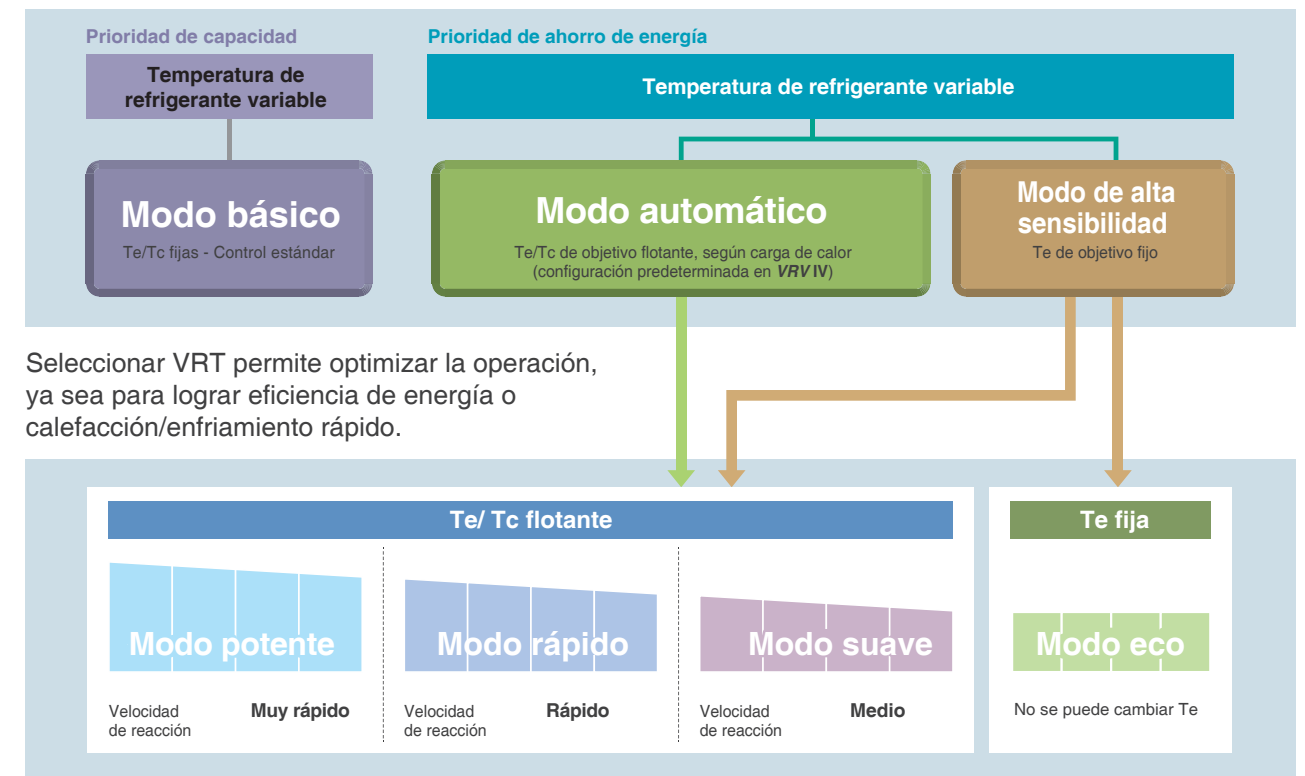 Prioridad de capacidad
Temperatura de
refrigerante variable
Prioridad de ahorro de energía
Temperatura de refrigerante variable
Modo básico
Te/Tc fijas - Control estándar
Modo automático
Te/Tc de objetivo flotante, según carga de calor
(configuración predeterminada en VRV IV)
Modo de alta
sensibilidad
Te de objetivo fijo
Seleccionar VRT permite optimizar la operación,
ya sea para lograr eficiencia de energía o
calefacción/enfriamiento rápido.
Te/ Tc flotante
Modo potente
Velocidad
de reacción
Muy rápido
Modo rápido
Velocidad
de reacción
Rápido
Modo suave
Velocidad
de reacción
Medio
Te fija
Modo eco
No se puede cambiar Te